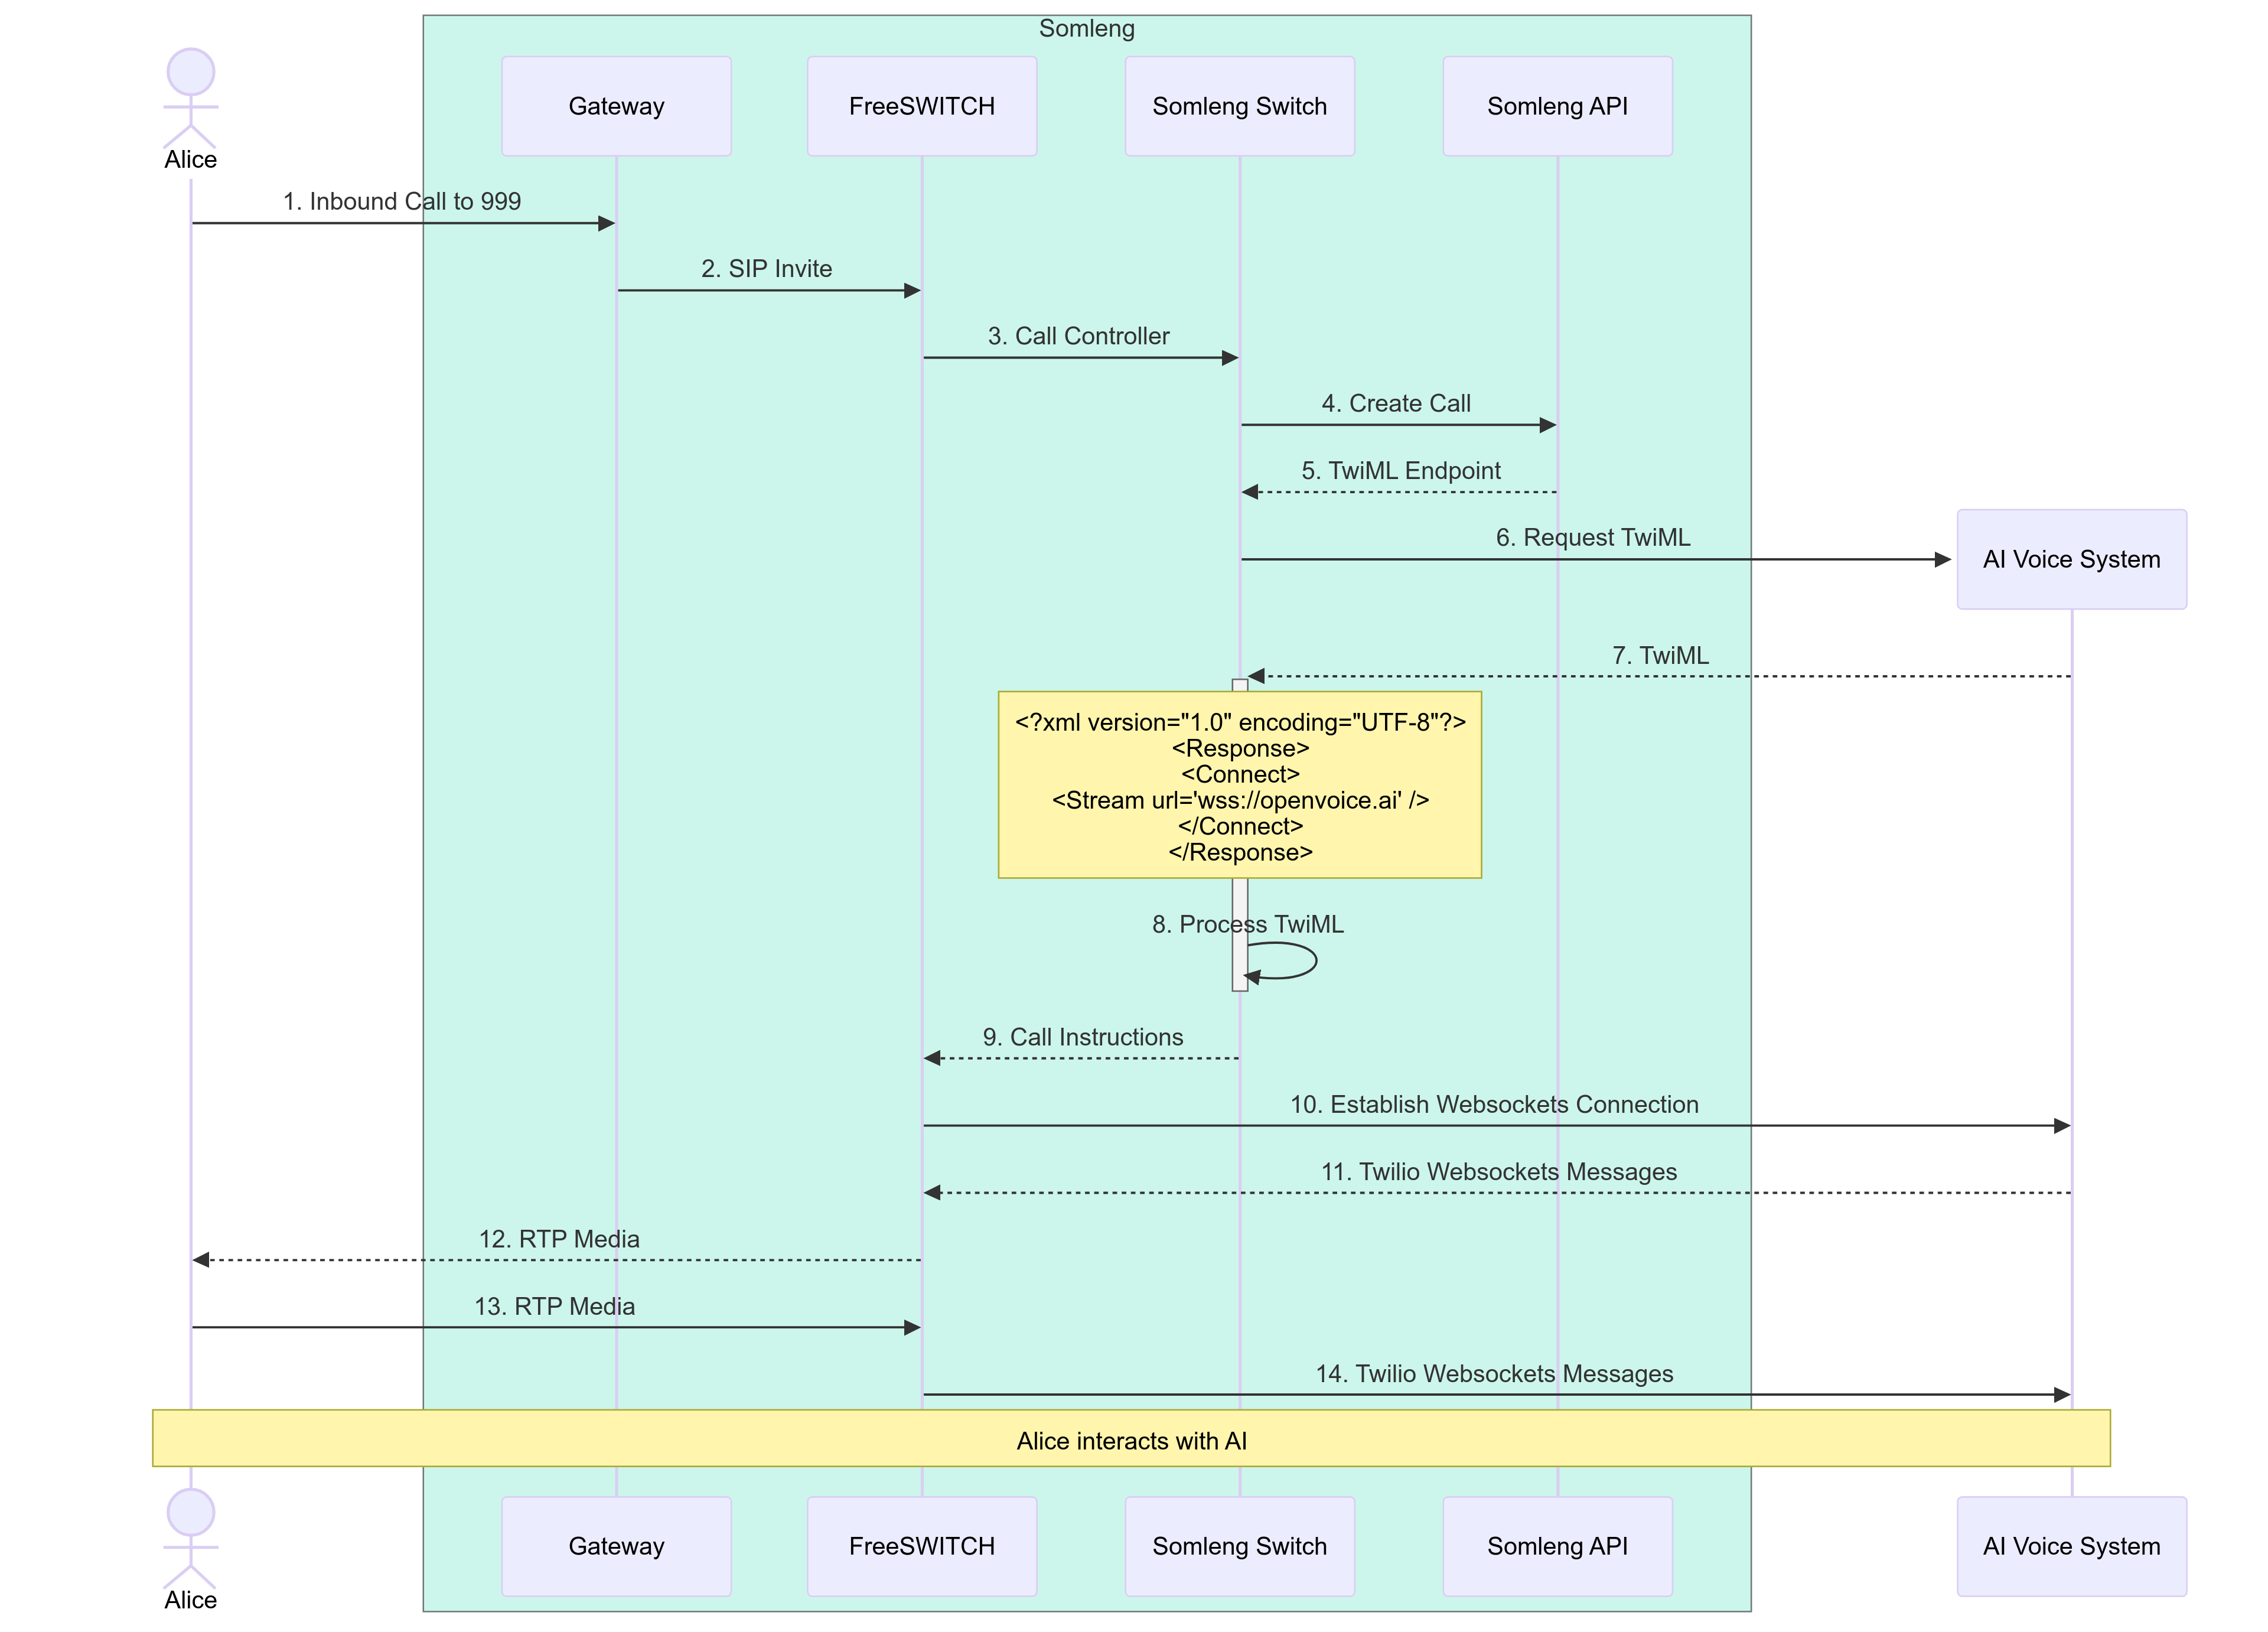 Somleng
Alice
Gateway
FreeSWITCH
Somleng Switch
Somleng API
1. Inbound Call to 999
2. SIP Invite
3. Call Controller
4. Create Call
5. TwiML Endpoint
6. Request TwiML
AI Voice System
7. TwiML
<?xml version="1.0" encoding="UTF-8"?>
<Response>
<Connect>
<Stream url='wss://openvoice.ai' />
</Connect>
</Response>
8. Process TwiML
9. Call Instructions
10. Establish Websockets Connection
11. Twilio Websockets Messages
12. RTP Media
13. RTP Media
14. Twilio Websockets Messages
Alice interacts with AI
Alice
Gateway
FreeSWITCH
Somleng Switch
Somleng API
AI Voice System